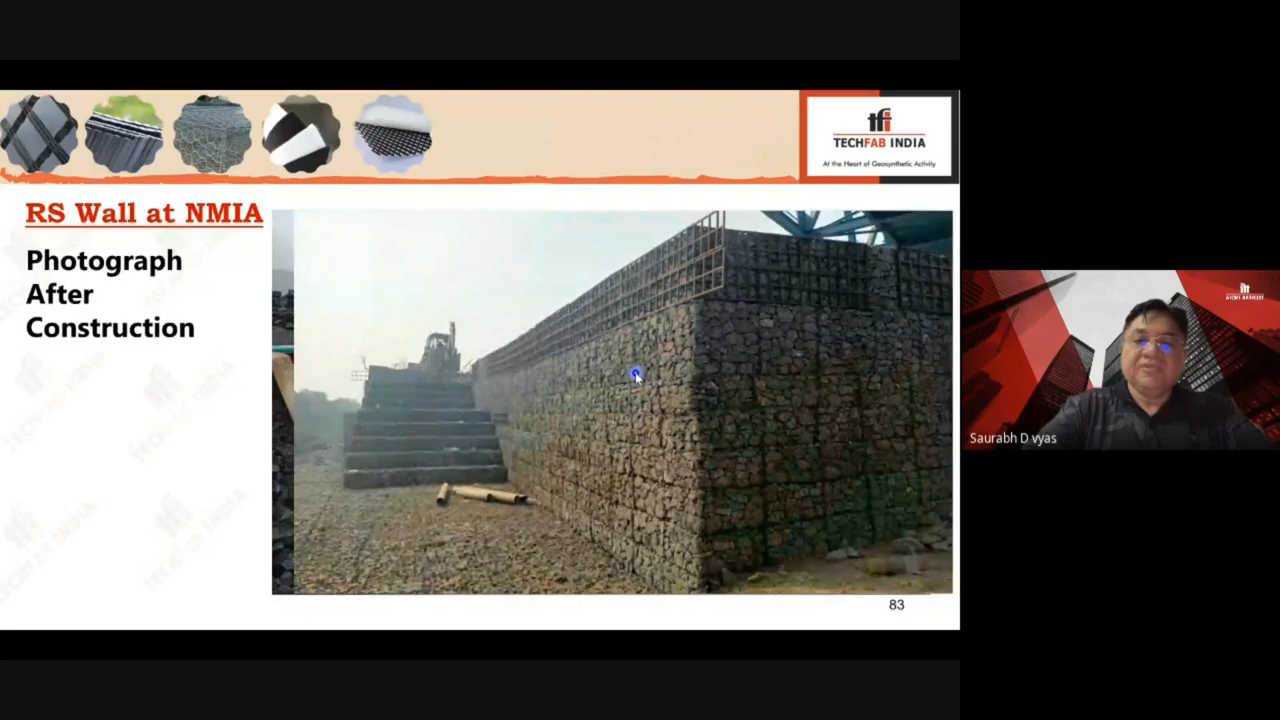 tfi
TECHFAB INDIA
At the Heart of Geosynthetic Activity
RS Wall at NMIA
Photograph
After
Construction
83
Saurabh D vyas